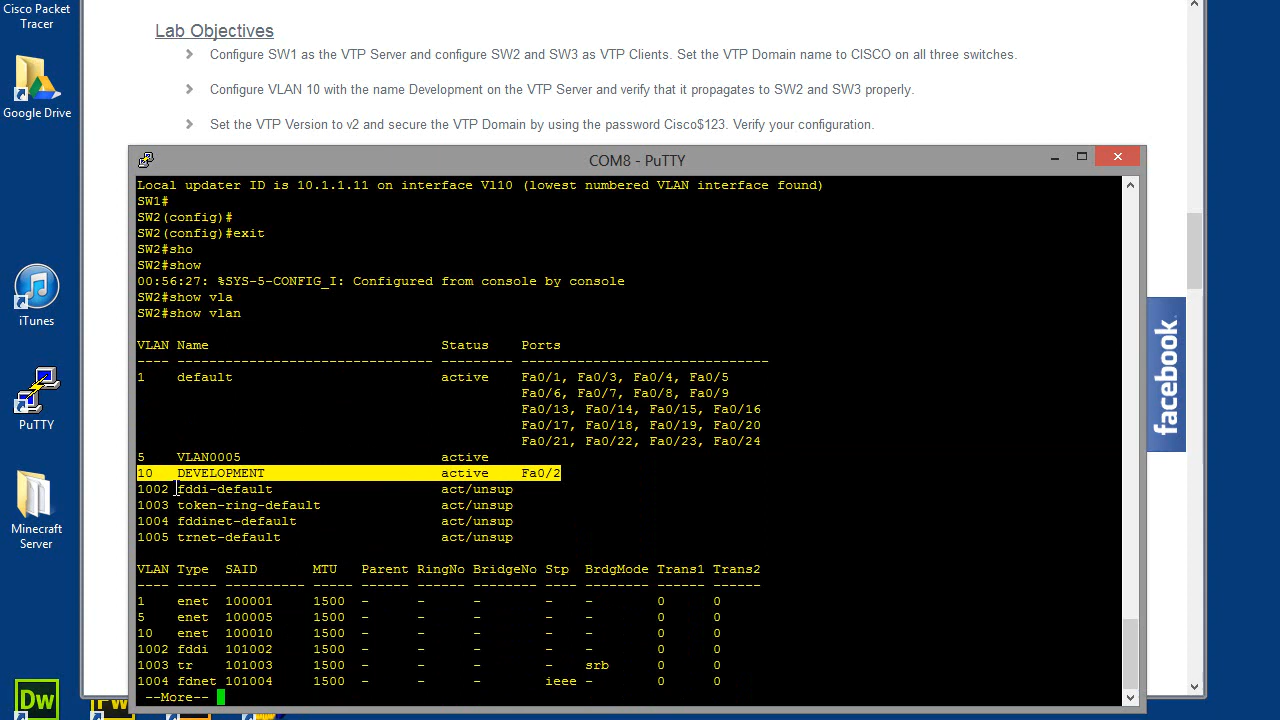 Cisco Packet
Tracer
Google Drive
iTunes
PuTTY
Minecraft
Server
Dw
Lab Objectives
Configure SW1 as the VTP Server and configure SW2 and SW3 as VTP Clients. Set the VTP Domain name to CISCO on all three switches.
Configure VLAN 10 with the name Development on the VTP Server and verify that it propagates to SW2 and SW3 properly.
Set the VTP Version to v2 and secure the VTP Domain by using the password Cisco$123. Verify your configuration.
COM8 - PuTTY
Local updater ID is 10.1.1.11 on interface Vl10 (lowest numbered VLAN interface found)
SW1#
SW2(config)#
SW2(config)#exit
SW2#sho
SW2#show
00:56:27: %SYS-5-CONFIG_I: Configured from console by console
SW2#show vla
SW2#show vlan
VLAN Name                             Status    Ports
---- -------------------------------- --------- -------------------------------
1    default                          active    Fa0/1, Fa0/3, Fa0/4, Fa0/5
                                                Fa0/6, Fa0/7, Fa0/8, Fa0/9
                                                Fa0/13, Fa0/14, Fa0/15, Fa0/16
                                                Fa0/17, Fa0/18, Fa0/19, Fa0/20
                                                Fa0/21, Fa0/22, Fa0/23, Fa0/24
5    VLAN0005                         active
10   DEVELOPMENT                      active    Fa0/2
1002 fddi-default                     act/unsup
1003 token-ring-default               act/unsup
1004 fddinet-default                  act/unsup
1005 trnet-default                    act/unsup
VLAN Type  SAID       MTU   Parent RingNo BridgeNo Stp  BrdgMode Trans1 Trans2
---- ----- ---------- ----- ------ ------ -------- ---- -------- ------ ------
1    enet  100001     1500  -      -      -        -    -        0      0
5    enet  100005     1500  -      -      -        -    -        0      0
10   enet  100010     1500  -      -      -        -    -        0      0
1002 fddi  101002     1500  -      -      -        -    -        0      0
1003 tr    101003     1500  -      -      -        -    srb      0      0
1004 fdnet 101004     1500  -      -      -        ieee -        0      0
--More--
facebook